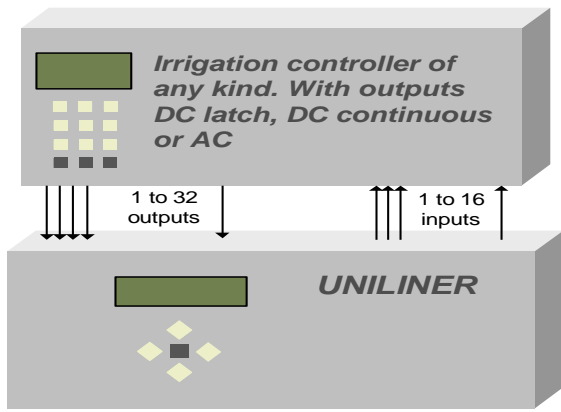 Irrigation controller of
any kind. With outputs
DC latch, DC continuous
or AC
1 to 32
outputs
1 to 16
inputs
UNILINER